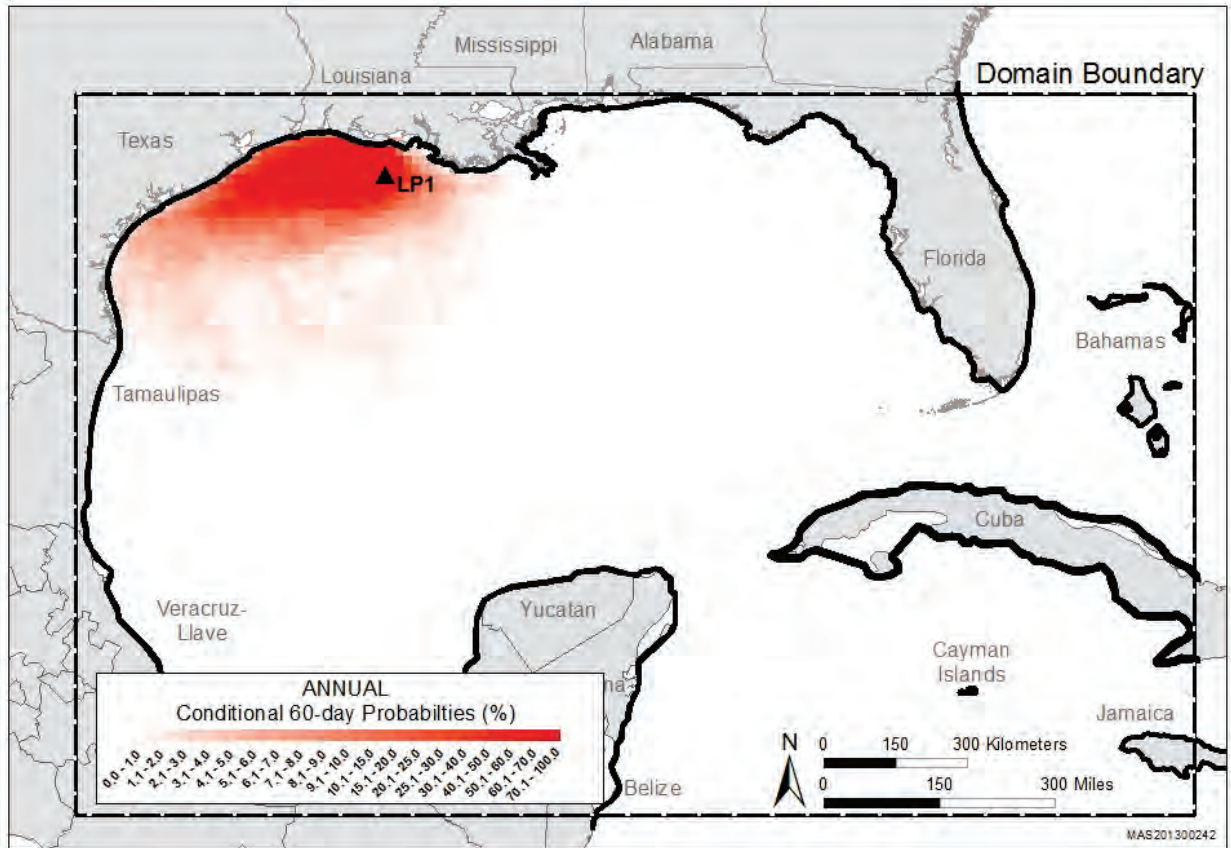 Mississippi
Alabama
Louisiana
Domain Boundary
Texas
LP1
Florida
Bahamas
Tamaulipas
Cuba
Yucatán
Veracruz-
Llave
Cayman
Islands
Jamaica
Belize
ANNUAL
Conditional 60-day Probabilties (%)
0.0 - 1.0
1.1 - 2.0
2.1 - 3.0
3.1 - 4.0
4.1 - 5.0
5.1 - 6.0
6.1 - 7.0
7.1 - 8.0
8.1 - 9.0
9.1 - 10.0
10.1 - 15.0
15.1 - 20.0
20.1 - 25.0
25.1 - 30.0
30.1 - 40.0
40.1 - 50.0
50.1 - 60.0
60.1 - 70.0
70.1 - 100.0
N
0 150 300 Kilometers
0 150 300 Miles
MAS201300242